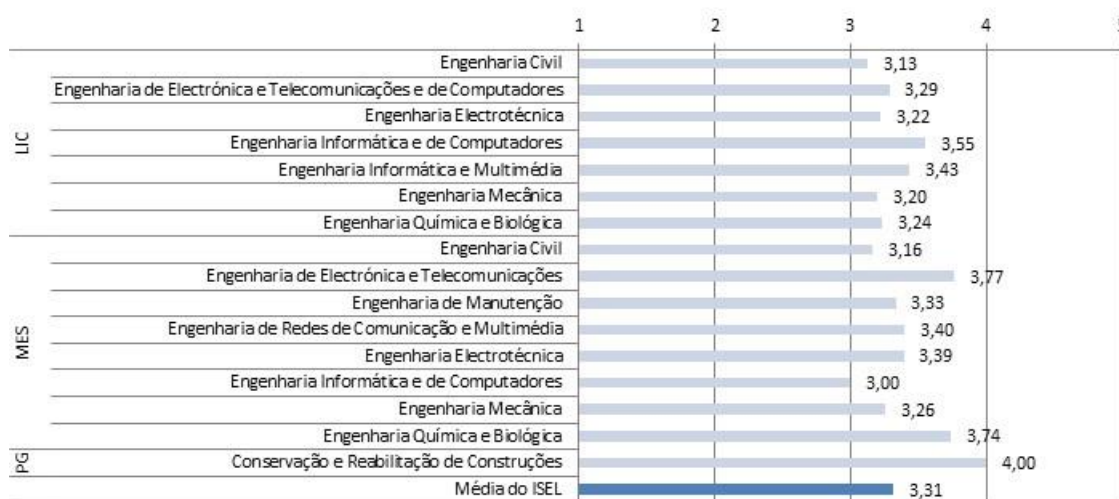 1 2 3 4 5
LIC
Engenharia Civil 3,13
Engenharia de Electrónica e Telecomunicações e de Computadores 3,29
Engenharia Electrotécnica 3,22
Engenharia Informática e de Computadores 3,55
Engenharia Informática e Multimédia 3,43
Engenharia Mecânica 3,20
Engenharia Química e Biológica 3,24
MES
Engenharia Civil 3,16
Engenharia de Electrónica e Telecomunicações 3,77
Engenharia de Manutenção 3,33
Engenharia de Redes de Comunicação e Multimédia 3,40
Engenharia Electrotécnica 3,39
Engenharia Informática e de Computadores 3,00
Engenharia Mecânica 3,26
Engenharia Química e Biológica 3,74
PG
Conservação e Reabilitação de Construções 4,00
Média do ISEL 3,31